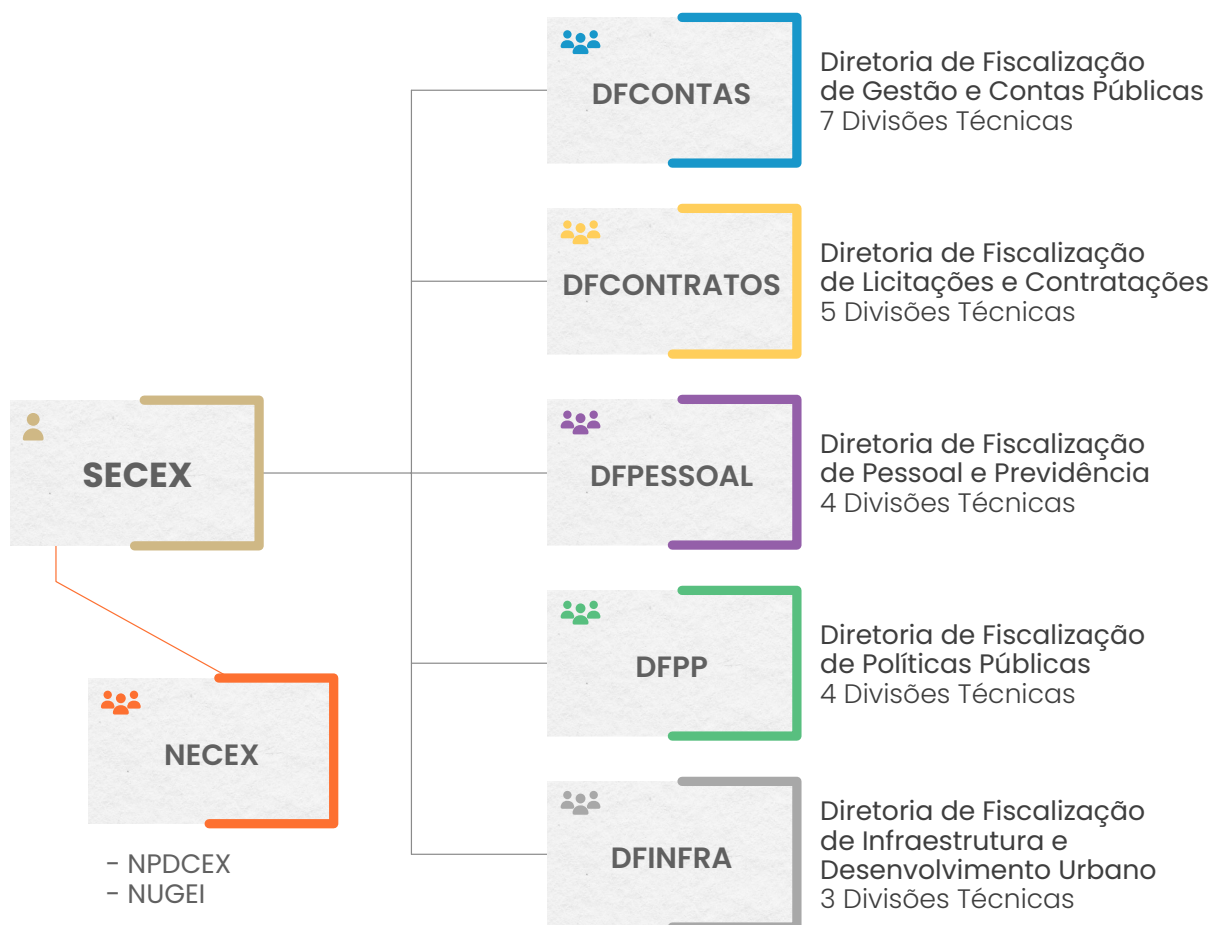 DFCONTAS
Diretoria de Fiscalização
de Gestão e Contas Públicas
7 Divisões Técnicas
DFCONTRATOS
Diretoria de Fiscalização
de Licitações e Contratações
5 Divisões Técnicas
SECEX
DFPESSOAL
Diretoria de Fiscalização
de Pessoal e Previdência
4 Divisões Técnicas
DFPP
Diretoria de Fiscalização
de Políticas Públicas
4 Divisões Técnicas
NECEX
- NPDCEX
- NUGEI
DFINFRA
Diretoria de Fiscalização
de Infraestrutura e
Desenvolvimento Urbano
3 Divisões Técnicas